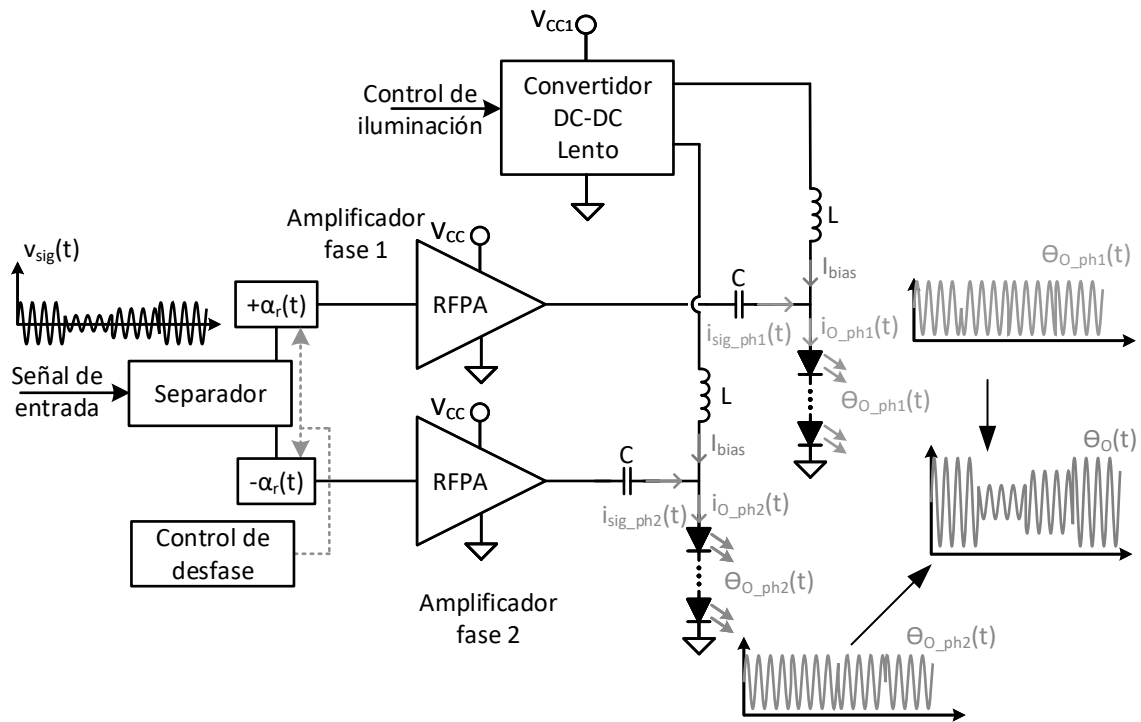 V_CC1
Control de
iluminación
Convertidor
DC-DC
Lento
L
Amplificador
fase 1
V_CC
RFPA
C
I_bias
i_sig_ph1(t)
i_O_ph1(t)
Θ_O_ph1(t)
Θ_O_ph1(t)
v_sig(t)
+α_r(t)
Señal de
entrada
Separador
-α_r(t)
Control de
desfase
V_CC
RFPA
Amplificador
fase 2
L
C
I_bias
i_sig_ph2(t)
i_O_ph2(t)
Θ_O_ph2(t)
Θ_O(t)
Θ_O_ph2(t)